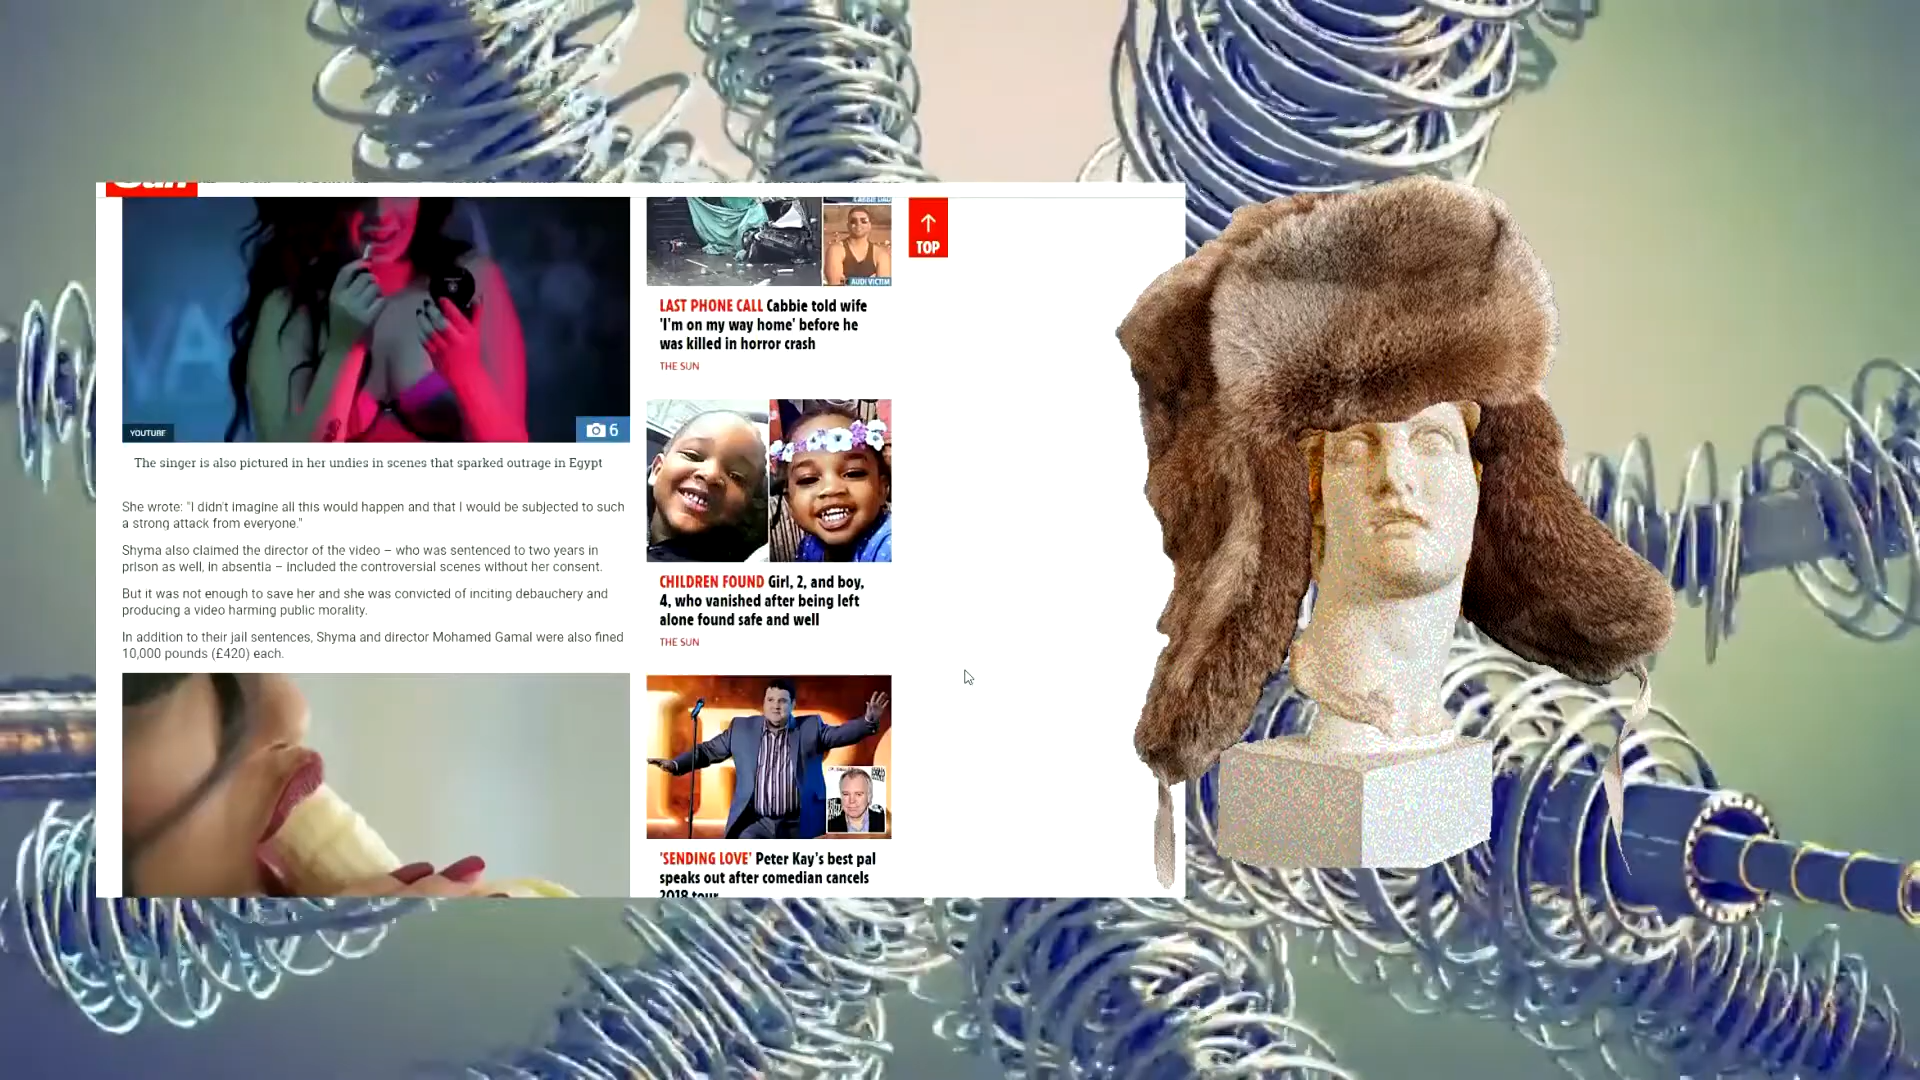 Sun
YOUTUBE
6
The singer is also pictured in her undies in scenes that sparked outrage in Egypt
She wrote: "I didn't imagine all this would happen and that I would be subjected to such
a strong attack from everyone."
Shyma also claimed the director of the video – who was sentenced to two years in
prison as well, in absentia – included the controversial scenes without her consent.
But it was not enough to save her and she was convicted of inciting debauchery and
producing a video harming public morality.
In addition to their jail sentences, Shyma and director Mohamed Gamal were also fined
10,000 pounds (£420) each.
CABBIE DAD
AUDI VICTIM
LAST PHONE CALL Cabbie told wife
'I'm on my way home' before he
was killed in horror crash
THE SUN
CHILDREN FOUND Girl, 2, and boy,
4, who vanished after being left
alone found safe and well
THE SUN
'SENDING LOVE' Peter Kay's best pal
speaks out after comedian cancels
2018 tour
TOP